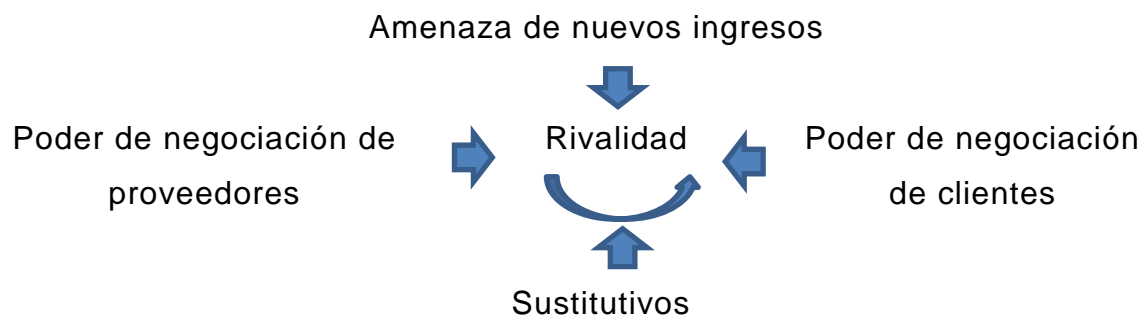 Amenaza de nuevos ingresos
Poder de negociación de
proveedores
Rivalidad
Poder de negociación
de clientes
Sustitutivos